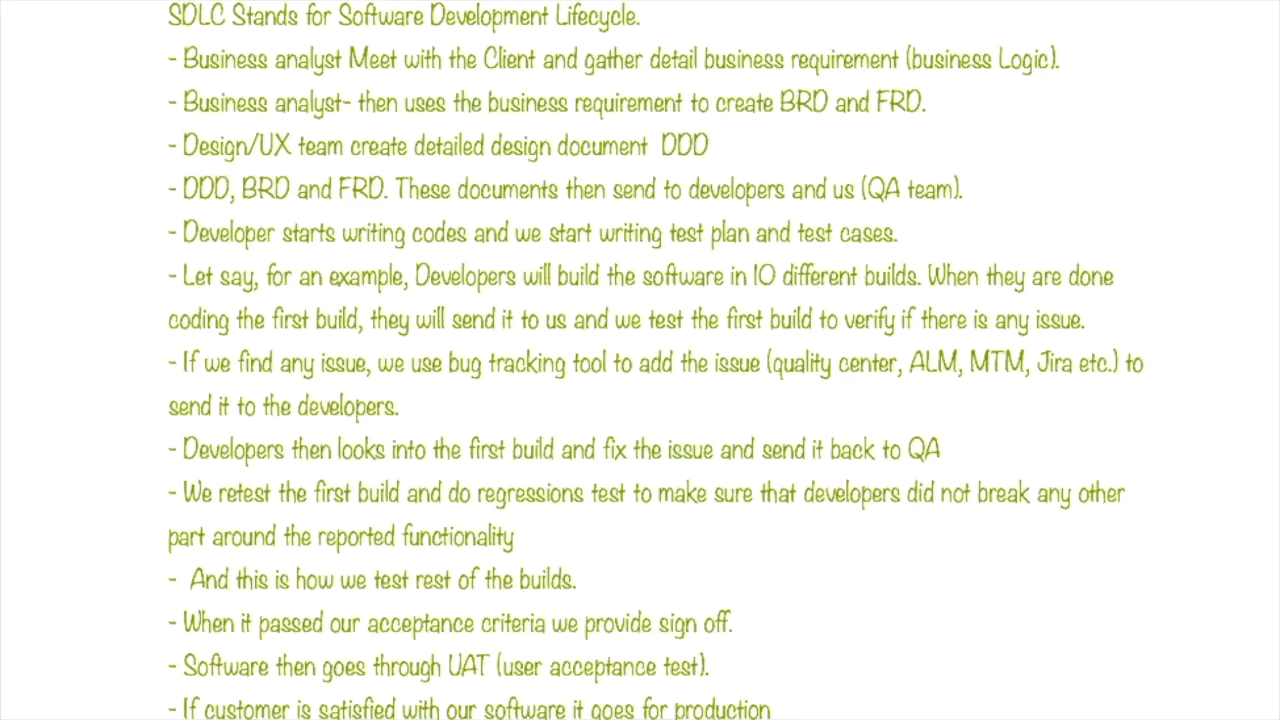 SDLC Stands for Software Development Lifecycle.
- Business analyst Meet with the Client and gather detail business requirement (business Logic).
- Business analyst- then uses the business requirement to create BRD and FRD.
- Design/UX team create detailed design document  DDD
- DDD, BRD and FRD. These documents then send to developers and us (QA team).
- Developer starts writing codes and we start writing test plan and test cases.
- Let say, for an example, Developers will build the software in 10 different builds. When they are done
coding the first build, they will send it to us and we test the first build to verify if there is any issue.
- If we find any issue, we use bug tracking tool to add the issue (quality center, ALM, MTM, Jira etc.) to
send it to the developers.
- Developers then looks into the first build and fix the issue and send it back to QA
- We retest the first build and do regressions test to make sure that developers did not break any other
part around the reported functionality
-  And this is how we test rest of the builds.
- When it passed our acceptance criteria we provide sign off.
- Software then goes through UAT (user acceptance test).
- If customer is satisfied with our software it goes for production